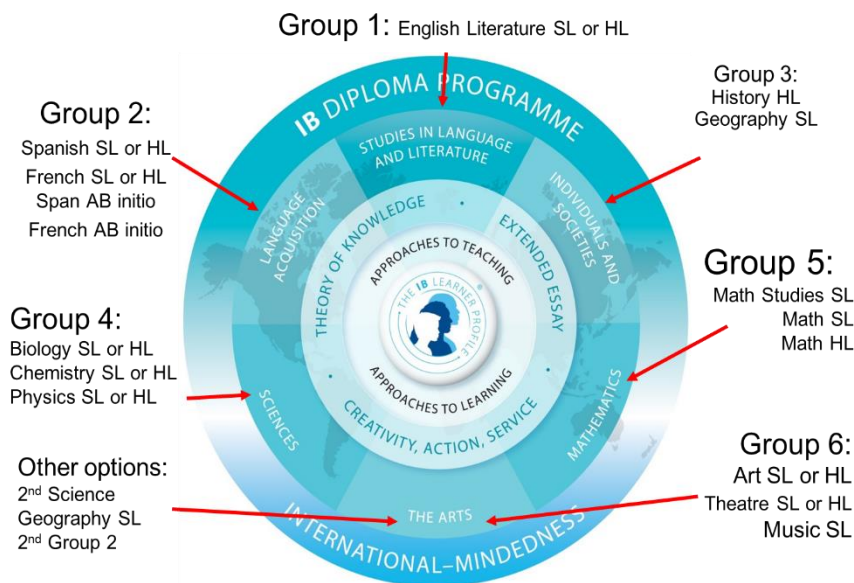 Group 1: English Literature SL or HL
Group 2:
Spanish SL or HL
French SL or HL
Span AB initio
French AB initio
Group 3:
History HL
Geography SL
Group 4:
Biology SL or HL
Chemistry SL or HL
Physics SL or HL
Group 5:
Math Studies SL
Math SL
Math HL
Other options:
2nd Science
Geography SL
2nd Group 2
Group 6:
Art SL or HL
Theatre SL or HL
Music SL
IB DIPLOMA PROGRAMME
STUDIES IN LANGUAGE
AND LITERATURE
LANGUAGE
ACQUISITION
INDIVIDUALS AND
SOCIETIES
SCIENCES
MATHEMATICS
THE ARTS
THEORY OF KNOWLEDGE
EXTENDED ESSAY
CREATIVITY, ACTION, SERVICE
APPROACHES TO TEACHING
APPROACHES TO LEARNING
THE IB LEARNER PROFILE
®
INTERNATIONAL–MINDEDNESS